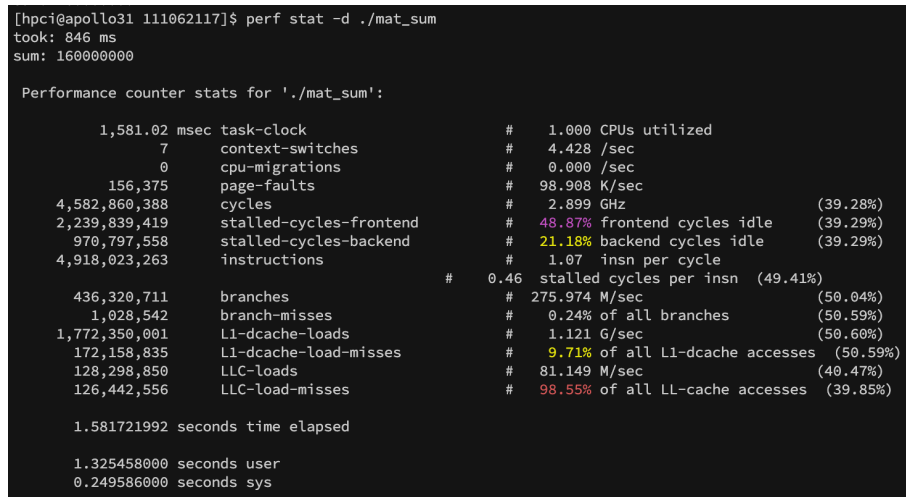 [hpci@apollo31 111062117]$ perf stat -d ./mat_sum
took: 846 ms
sum: 160000000
Performance counter stats for './mat_sum':
1,581.02 msec task-clock # 1.000 CPUs utilized
7 context-switches # 4.428 /sec
0 cpu-migrations # 0.000 /sec
156,375 page-faults # 98.908 K/sec
4,582,860,388 cycles # 2.899 GHz (39.28%)
2,239,839,419 stalled-cycles-frontend # 48.87% frontend cycles idle (39.29%)
970,797,558 stalled-cycles-backend # 21.18% backend cycles idle (39.29%)
4,918,023,263 instructions # 1.07 insn per cycle
# 0.46 stalled cycles per insn (49.41%)
436,320,711 branches # 275.974 M/sec (50.04%)
1,028,542 branch-misses # 0.24% of all branches (50.59%)
1,772,350,001 L1-dcache-loads # 1.121 G/sec (50.60%)
172,158,835 L1-dcache-load-misses # 9.71% of all L1-dcache accesses (50.59%)
128,298,850 LLC-loads # 81.149 M/sec (40.47%)
126,442,556 LLC-load-misses # 98.55% of all LL-cache accesses (39.85%)
1.581721992 seconds time elapsed
1.325458000 seconds user
0.249586000 seconds sys